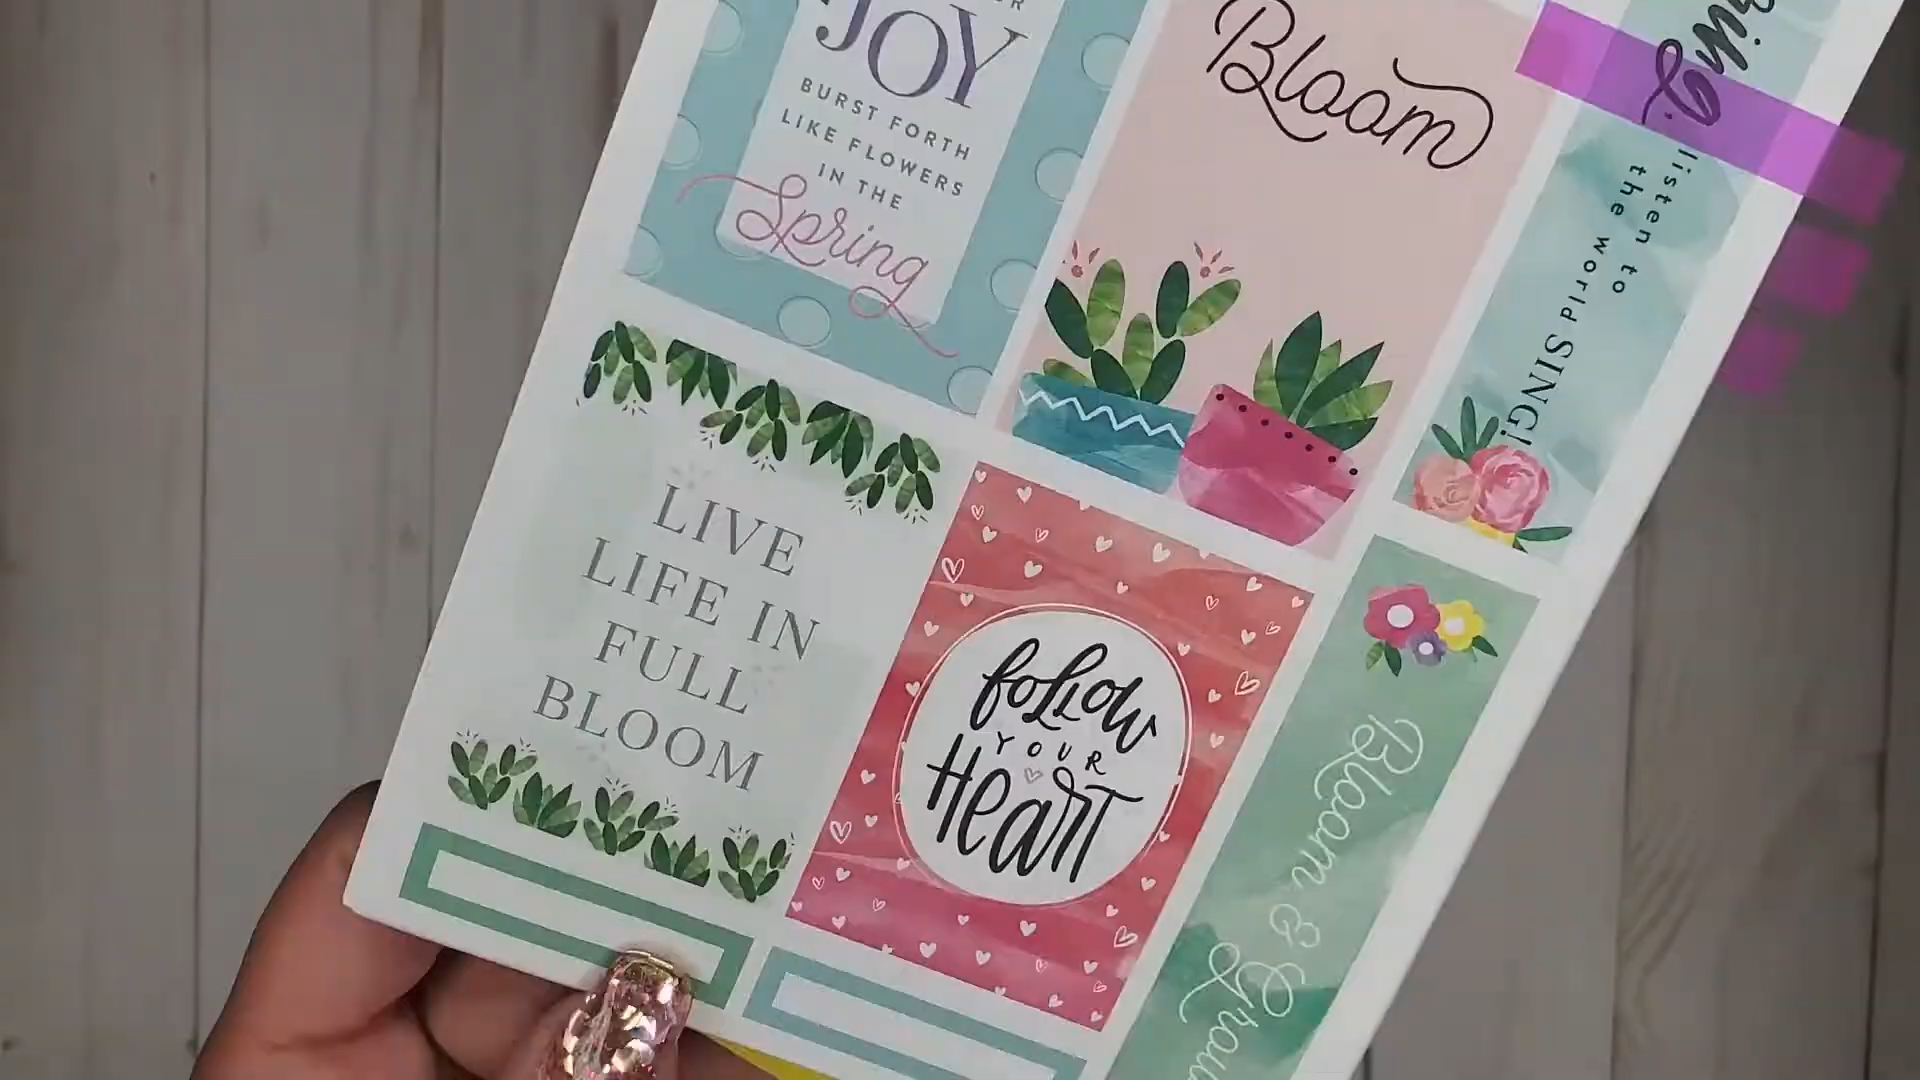 JOY
BURST FORTH
LIKE FLOWERS
IN THE
Spring
Bloom
listen to
the world SING!
LIVE
LIFE IN
FULL
BLOOM
follow
YOUR
Heart
Bloom &